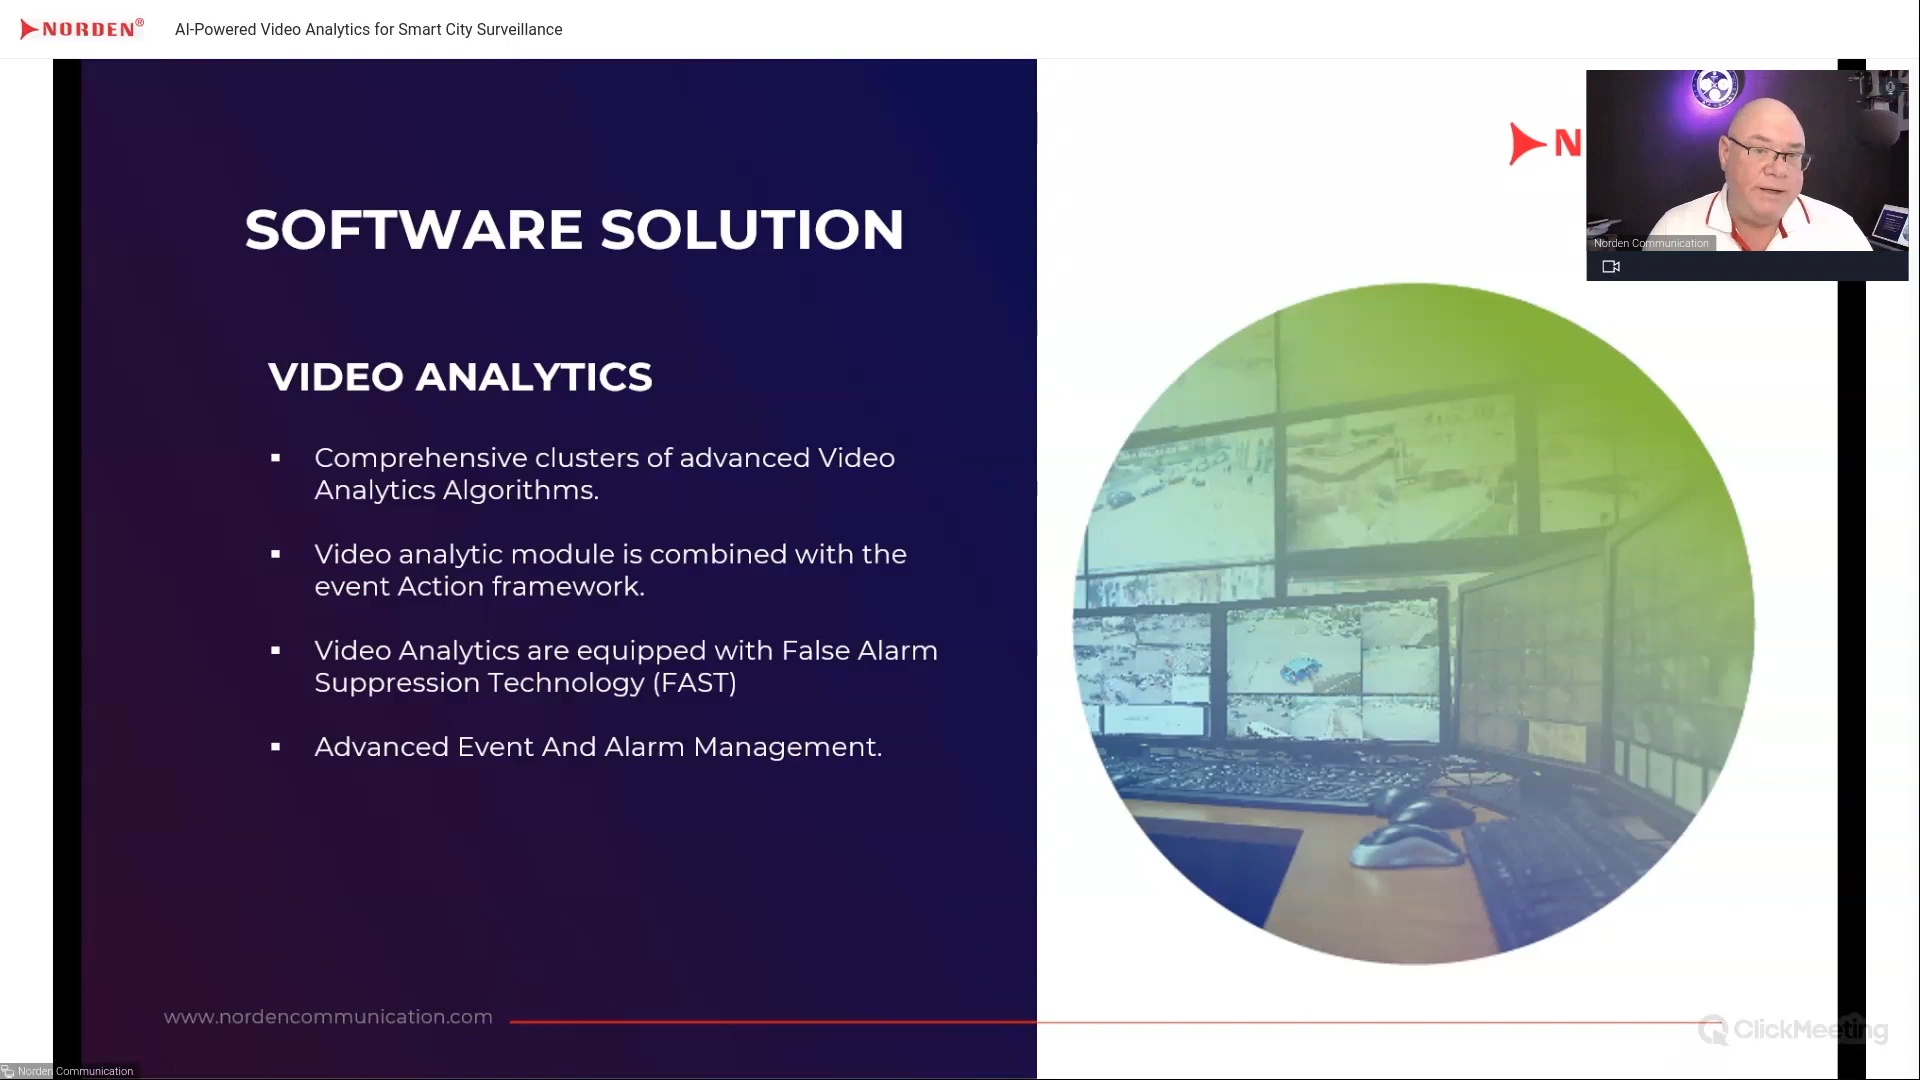 NORDEN®
AI-Powered Video Analytics for Smart City Surveillance
N
Norden Communication
SOFTWARE SOLUTION
VIDEO ANALYTICS
▪ Comprehensive clusters of advanced Video
Analytics Algorithms.
▪ Video analytic module is combined with the
event Action framework.
▪ Video Analytics are equipped with False Alarm
Suppression Technology (FAST)
▪ Advanced Event And Alarm Management.
www.nordencommunication.com
ClickMeeting
Norden Communication